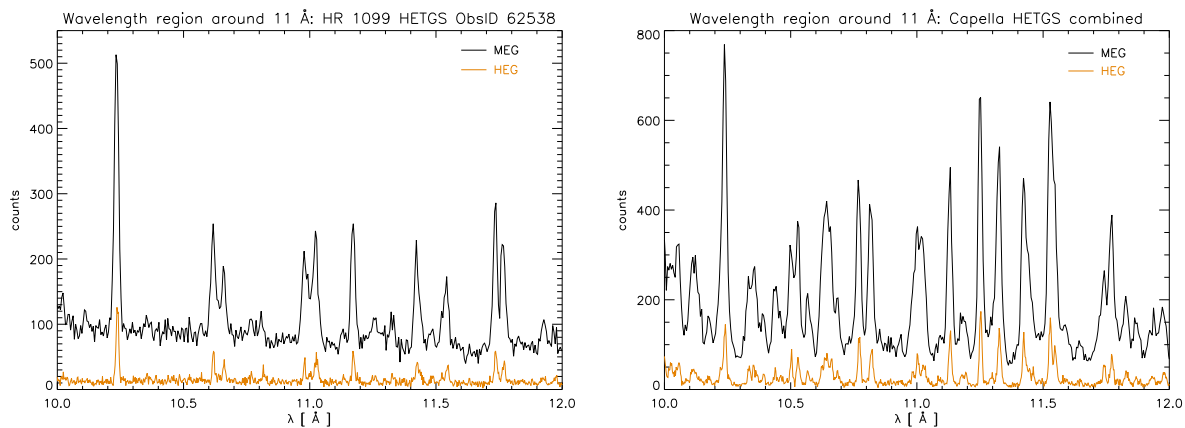 Wavelength region around 11 Å: HR 1099 HETGS ObsID 62538
MEG
HEG
counts
500
400
300
200
100
0
10.0 10.5 11.0 11.5 12.0
λ [ Å ]
Wavelength region around 11 Å: Capella HETGS combined
MEG
HEG
counts
800
600
400
200
0
10.0 10.5 11.0 11.5 12.0
λ [ Å ]